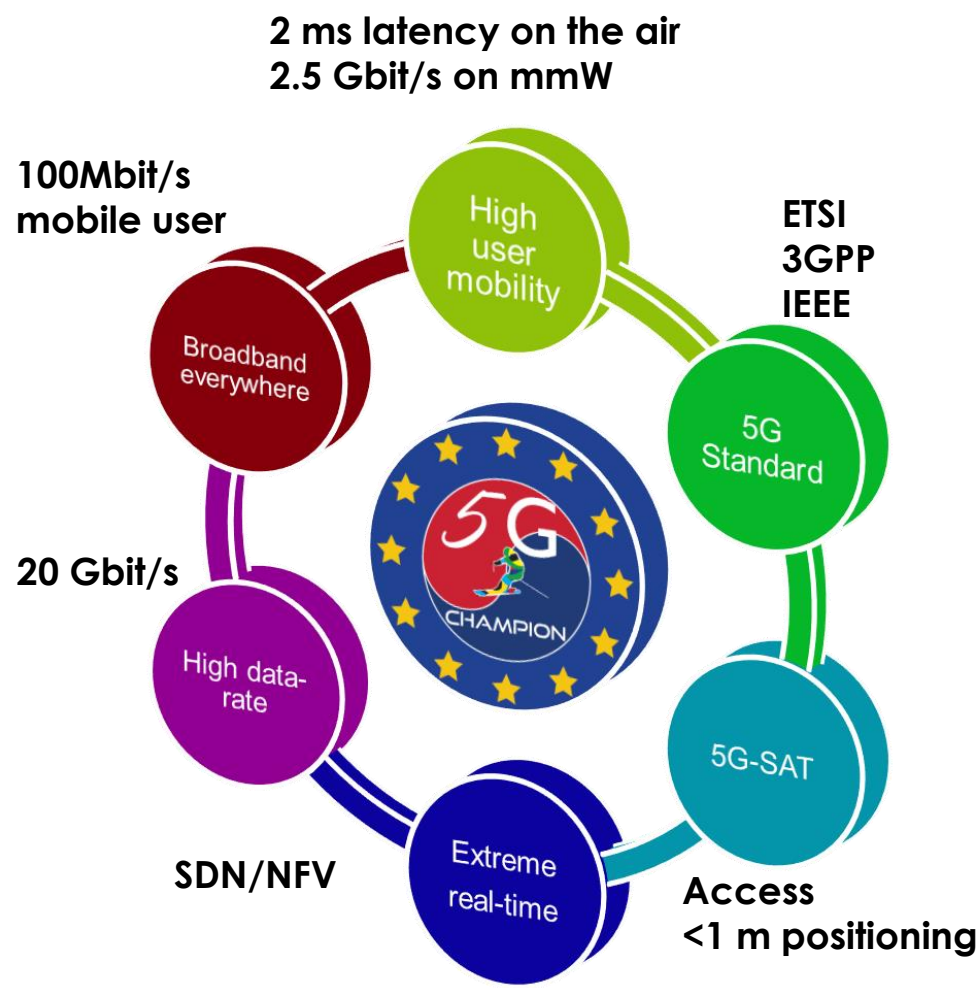 2 ms latency on the air
2.5 Gbit/s on mmW
100Mbit/s
mobile user
High
user
mobility
ETSI
3GPP
IEEE
Broadband
everywhere
5G
Standard
5G
CHAMPION
20 Gbit/s
High data-
rate
5G-SAT
Extreme
real-time
SDN/NFV
Access
<1 m positioning